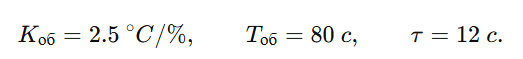 K_об = 2.5 °C/%, T_об = 80 с, τ = 12 с.